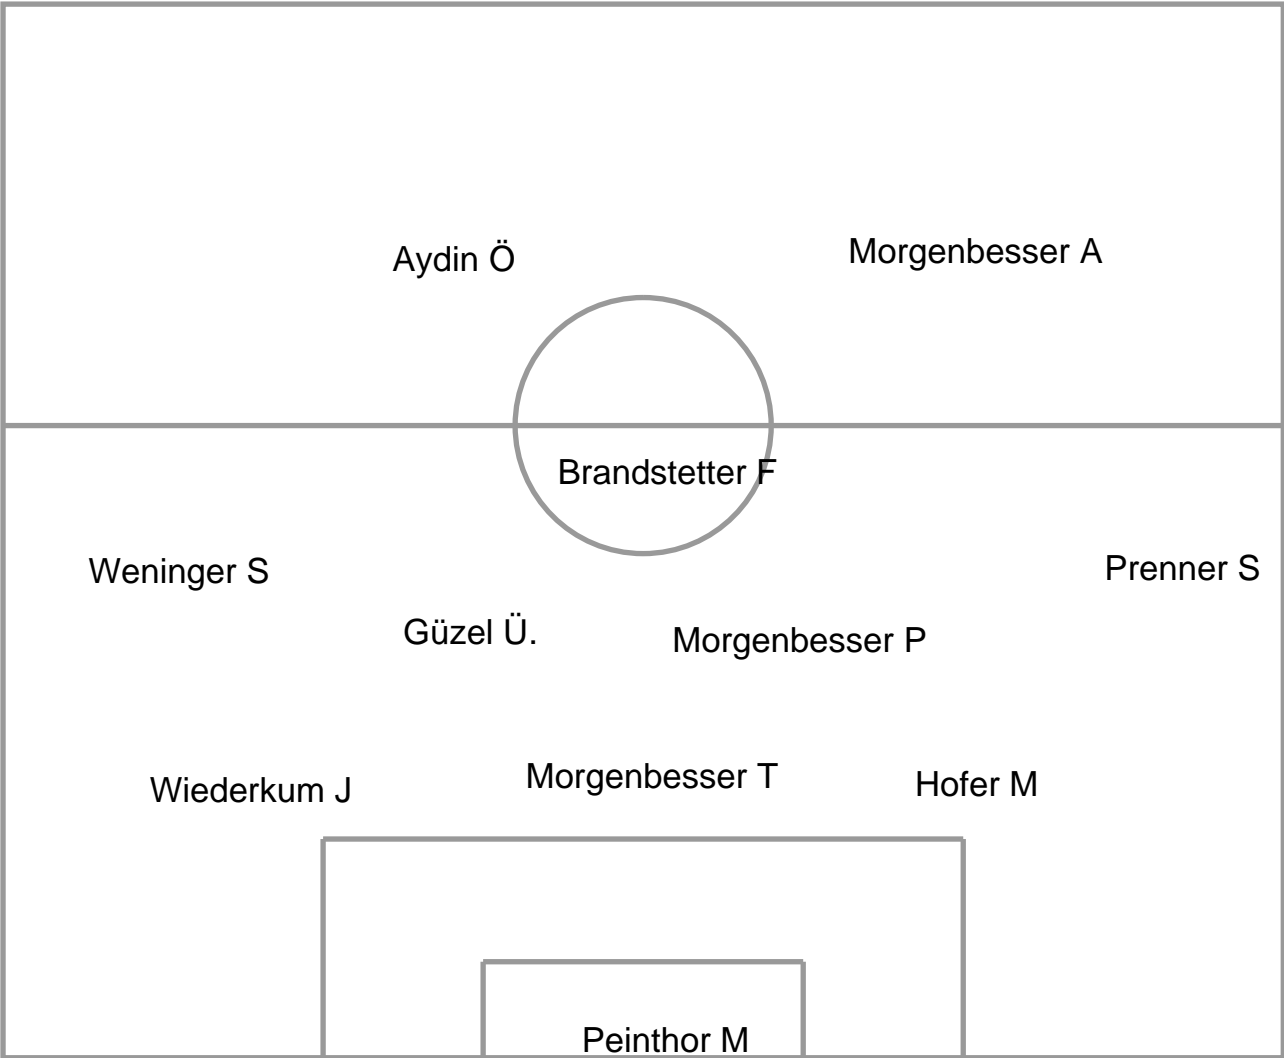 Aydin Ö
Morgenbesser A
Brandstetter F
Weninger S
Prenner S
Güzel Ü.
Morgenbesser P
Wiederkum J
Morgenbesser T
Hofer M
Peinthor M